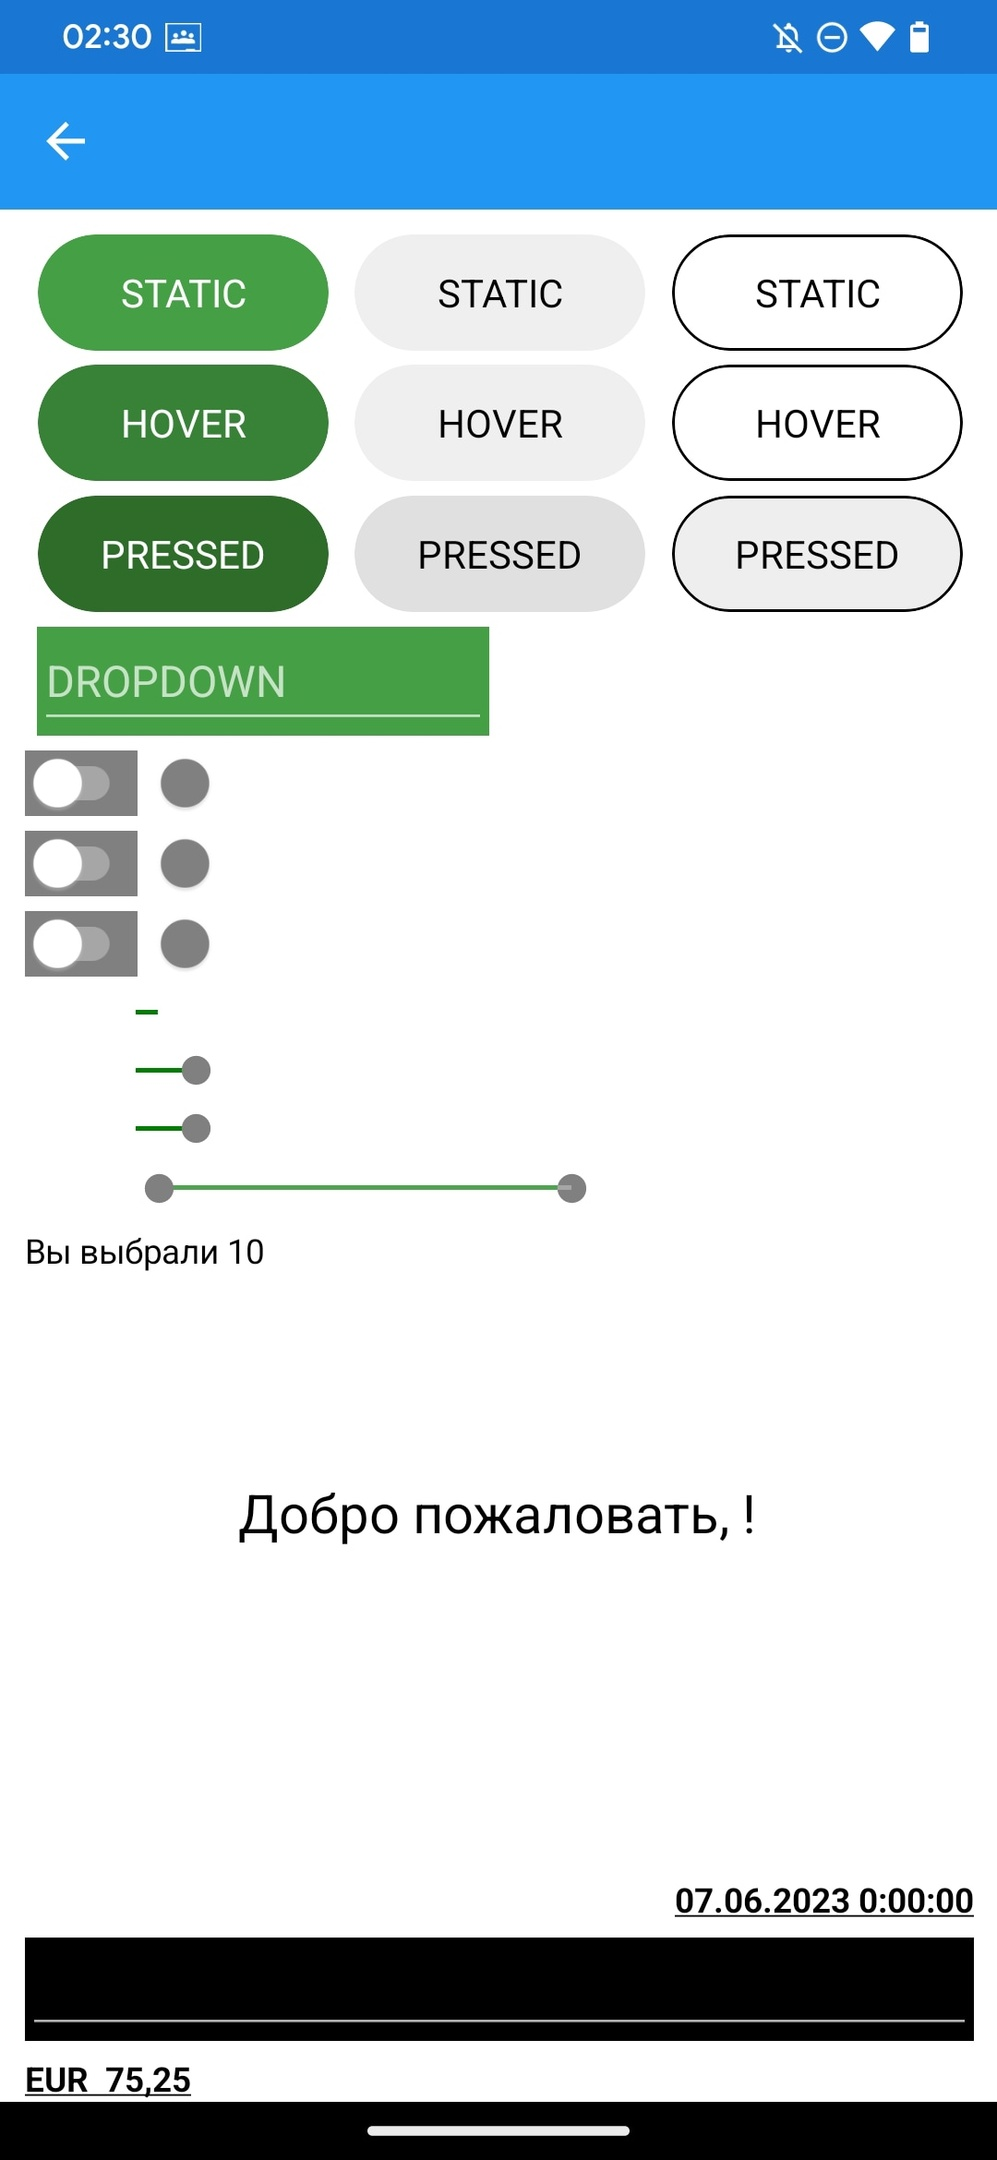 02:30
STATIC STATIC STATIC
HOVER HOVER HOVER
PRESSED PRESSED PRESSED
DROPDOWN
Вы выбрали 10
Добро пожаловать, !
07.06.2023 0:00:00
EUR 75,25